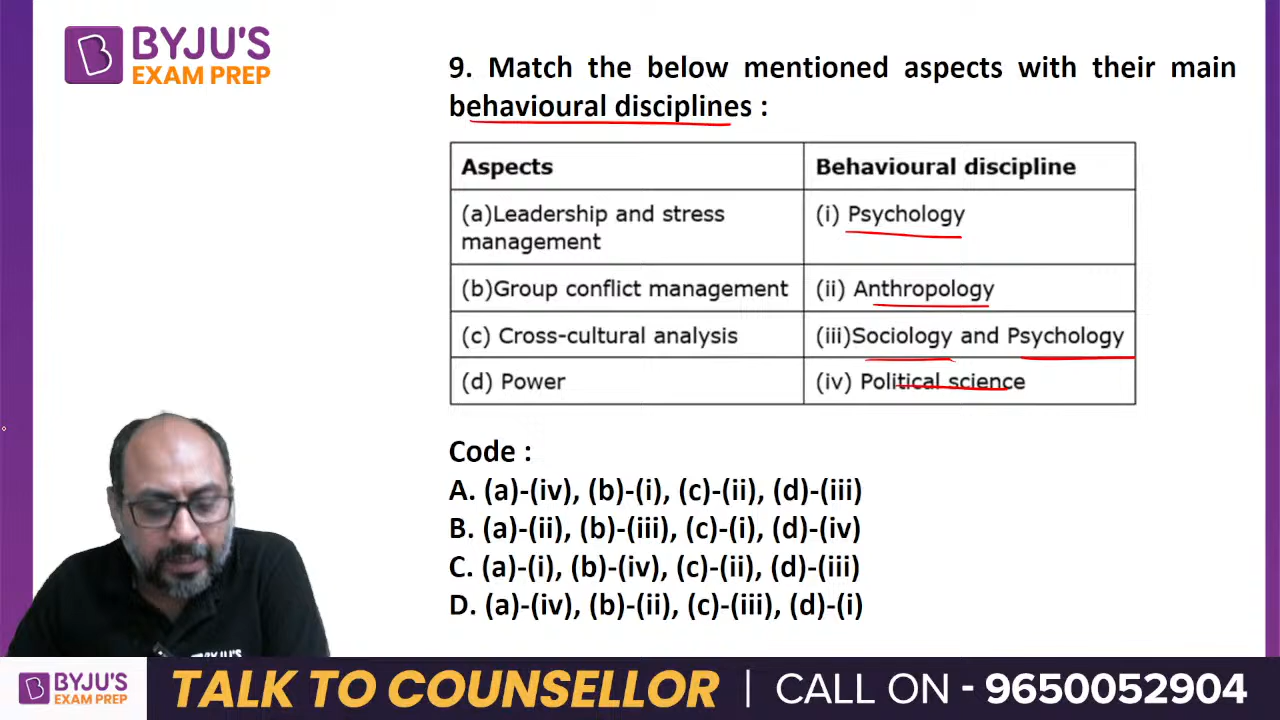 BYJU'S
EXAM PREP
9. Match the below mentioned aspects with their main
behavioural disciplines :
Aspects
Behavioural discipline
(a)Leadership and stress
management
(i) Psychology
(b)Group conflict management
(ii) Anthropology
(c) Cross-cultural analysis
(iii)Sociology and Psychology
(d) Power
(iv) Political science
Code :
A. (a)-(iv), (b)-(i), (c)-(ii), (d)-(iii)
B. (a)-(ii), (b)-(iii), (c)-(i), (d)-(iv)
C. (a)-(i), (b)-(iv), (c)-(ii), (d)-(iii)
D. (a)-(iv), (b)-(ii), (c)-(iii), (d)-(i)
BYJU'S
BYJU'S
EXAM PREP
TALK TO COUNSELLOR | CALL ON - 9650052904